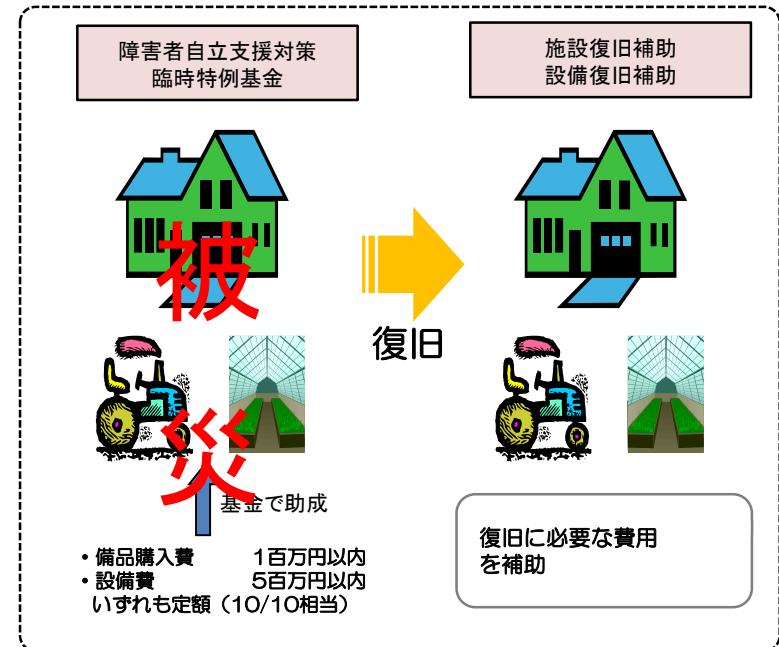 障害者自立支援対策
臨時特例基金
施設復旧補助
設備復旧補助
被
災
復旧
基金で助成
・備品購入費 1百万円以内
・設備費 5百万円以内
いずれも定額（10/10相当）
復旧に必要な費用
を補助